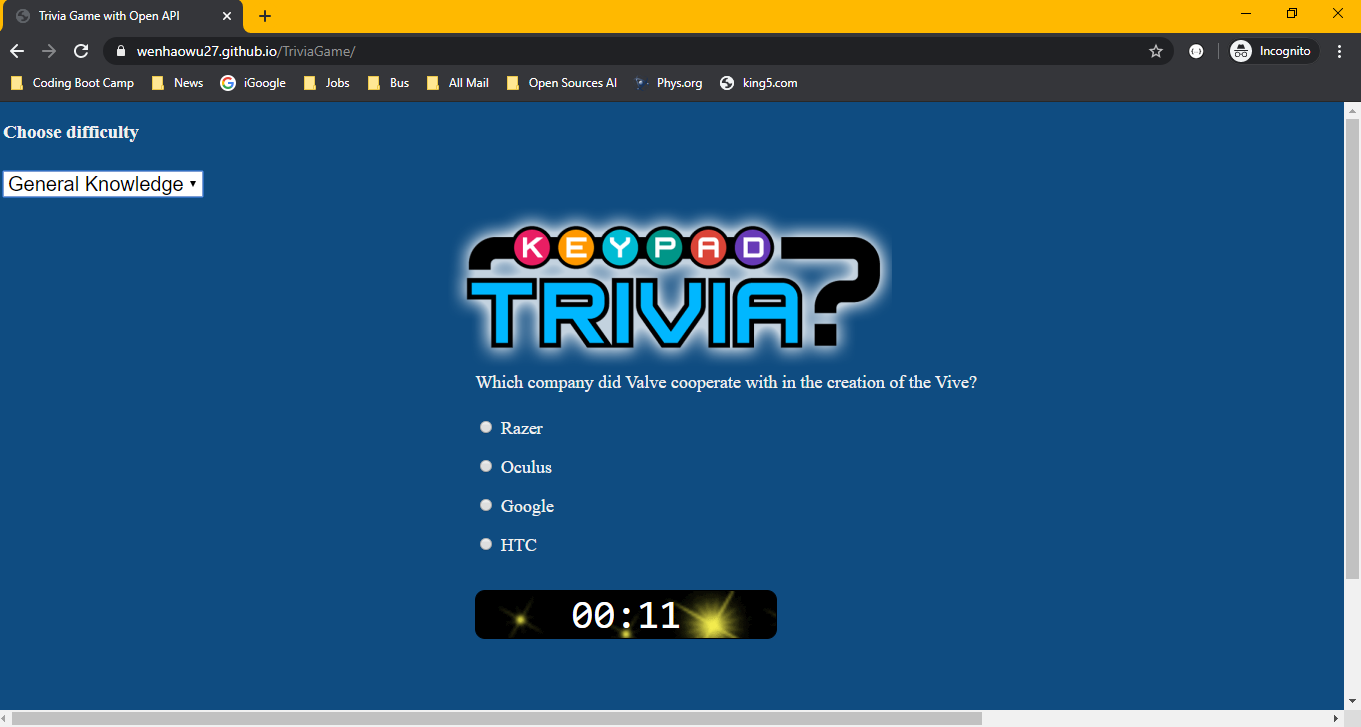 Trivia Game with Open API
wenhaowu27.github.io/TriviaGame/
Incognito
Coding Boot Camp News iGoogle Jobs Bus All Mail Open Sources AI Phys.org king5.com
Choose difficulty
General Knowledge
KEYPAD
TRIVIA?
Which company did Valve cooperate with in the creation of the Vive?
Razer
Oculus
Google
HTC
00:11